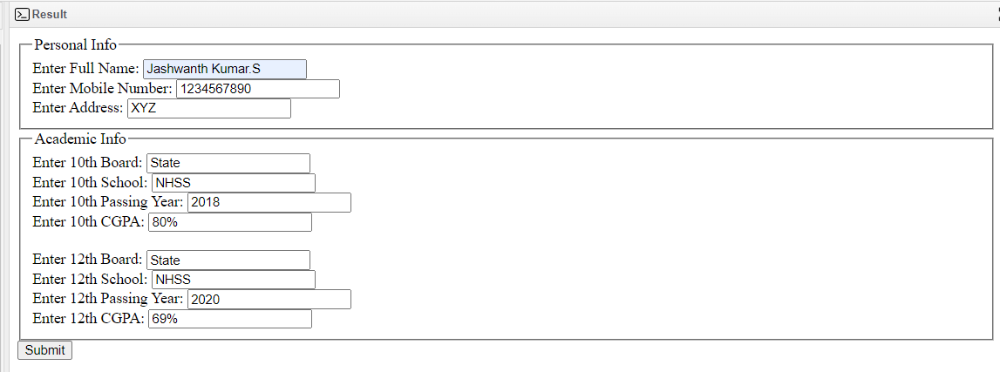 Result
Personal Info
Enter Full Name: Jashwanth Kumar.S
Enter Mobile Number: 1234567890
Enter Address: XYZ
Academic Info
Enter 10th Board: State
Enter 10th School: NHSS
Enter 10th Passing Year: 2018
Enter 10th CGPA: 80%
Enter 12th Board: State
Enter 12th School: NHSS
Enter 12th Passing Year: 2020
Enter 12th CGPA: 69%
Submit